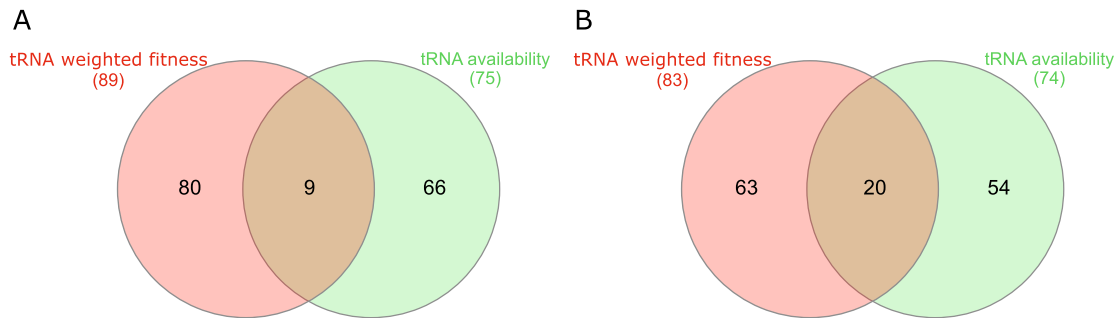 A
tRNA weighted fitness
(89)
tRNA availability
(75)
80
9
66
B
tRNA weighted fitness
(83)
tRNA availability
(74)
63
20
54